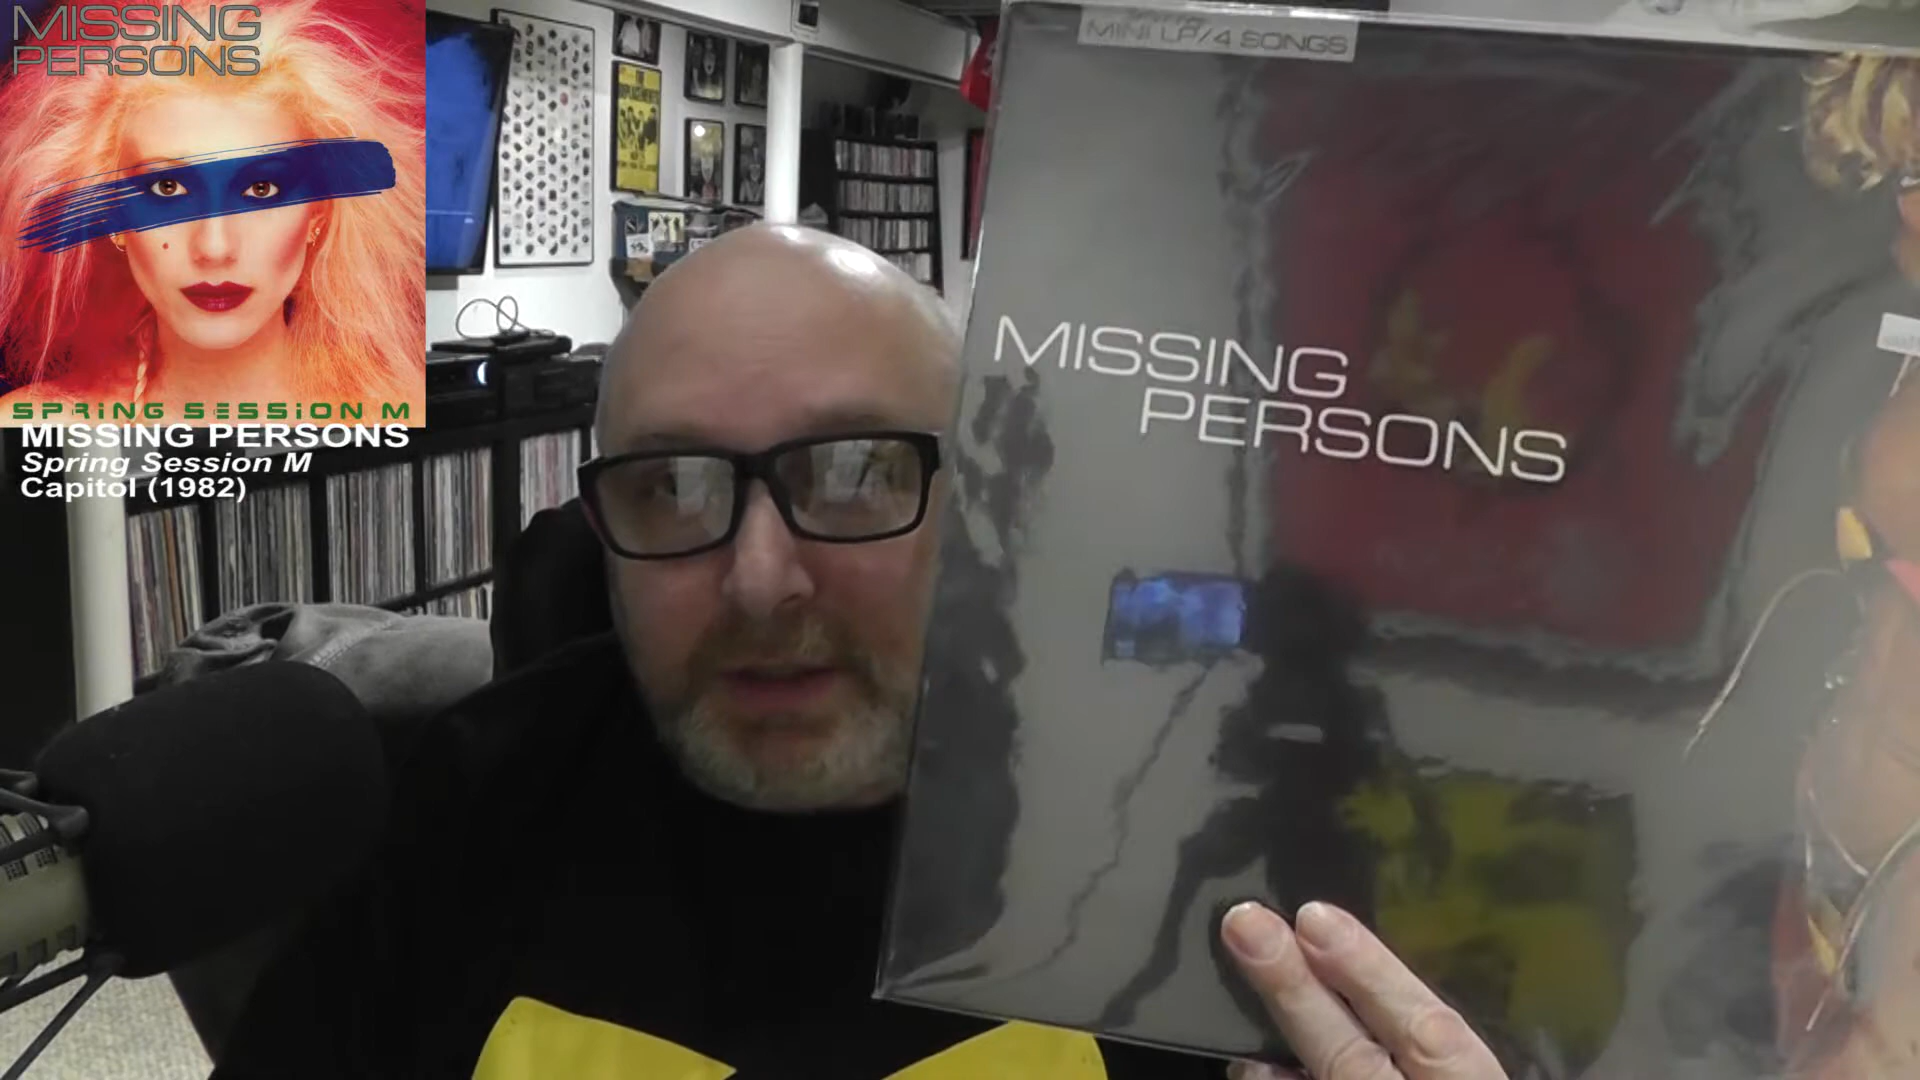 MISSING
PERSONS
SPRING SESSION M
MISSING PERSONS
Spring Session M
Capitol (1982)
MINI LP/4 SONGS
MISSING
PERSONS